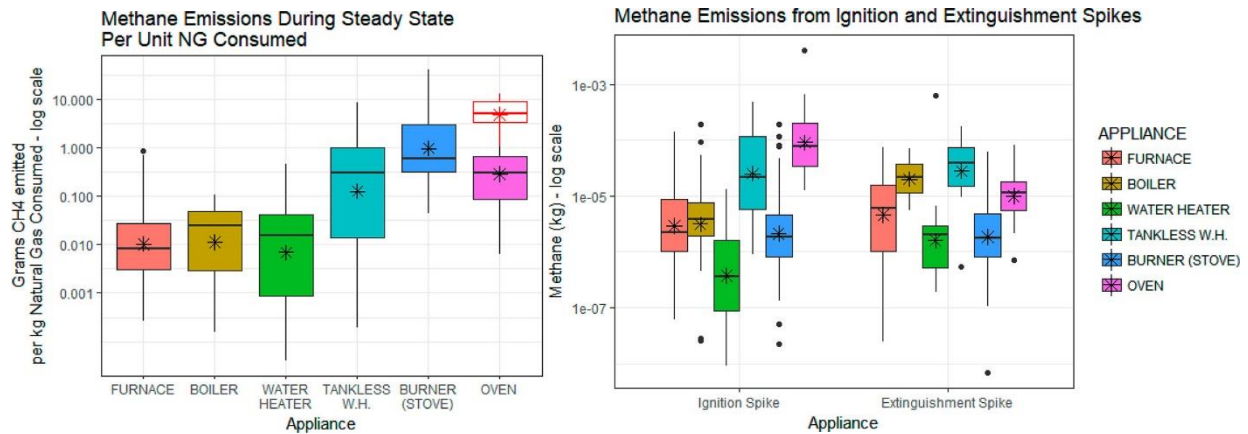 Methane Emissions During Steady State
Per Unit NG Consumed
Grams CH4 emitted
per kg Natural Gas Consumed - log scale
10.000
1.000
0.100
0.010
0.001
FURNACE
BOILER
WATER
HEATER
TANKLESS
W.H.
BURNER
(STOVE)
OVEN
Appliance
Methane Emissions from Ignition and Extinguishment Spikes
Methane (kg) - log scale
1e-03
1e-05
1e-07
Ignition Spike
Extinguishment Spike
Appliance
APPLIANCE
FURNACE
BOILER
WATER HEATER
TANKLESS W.H.
BURNER (STOVE)
OVEN